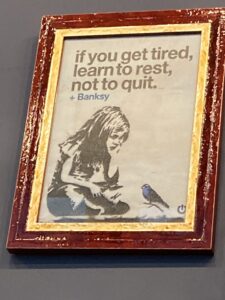 if you get tired,
learn to rest,
not to quit.
+ Banksy